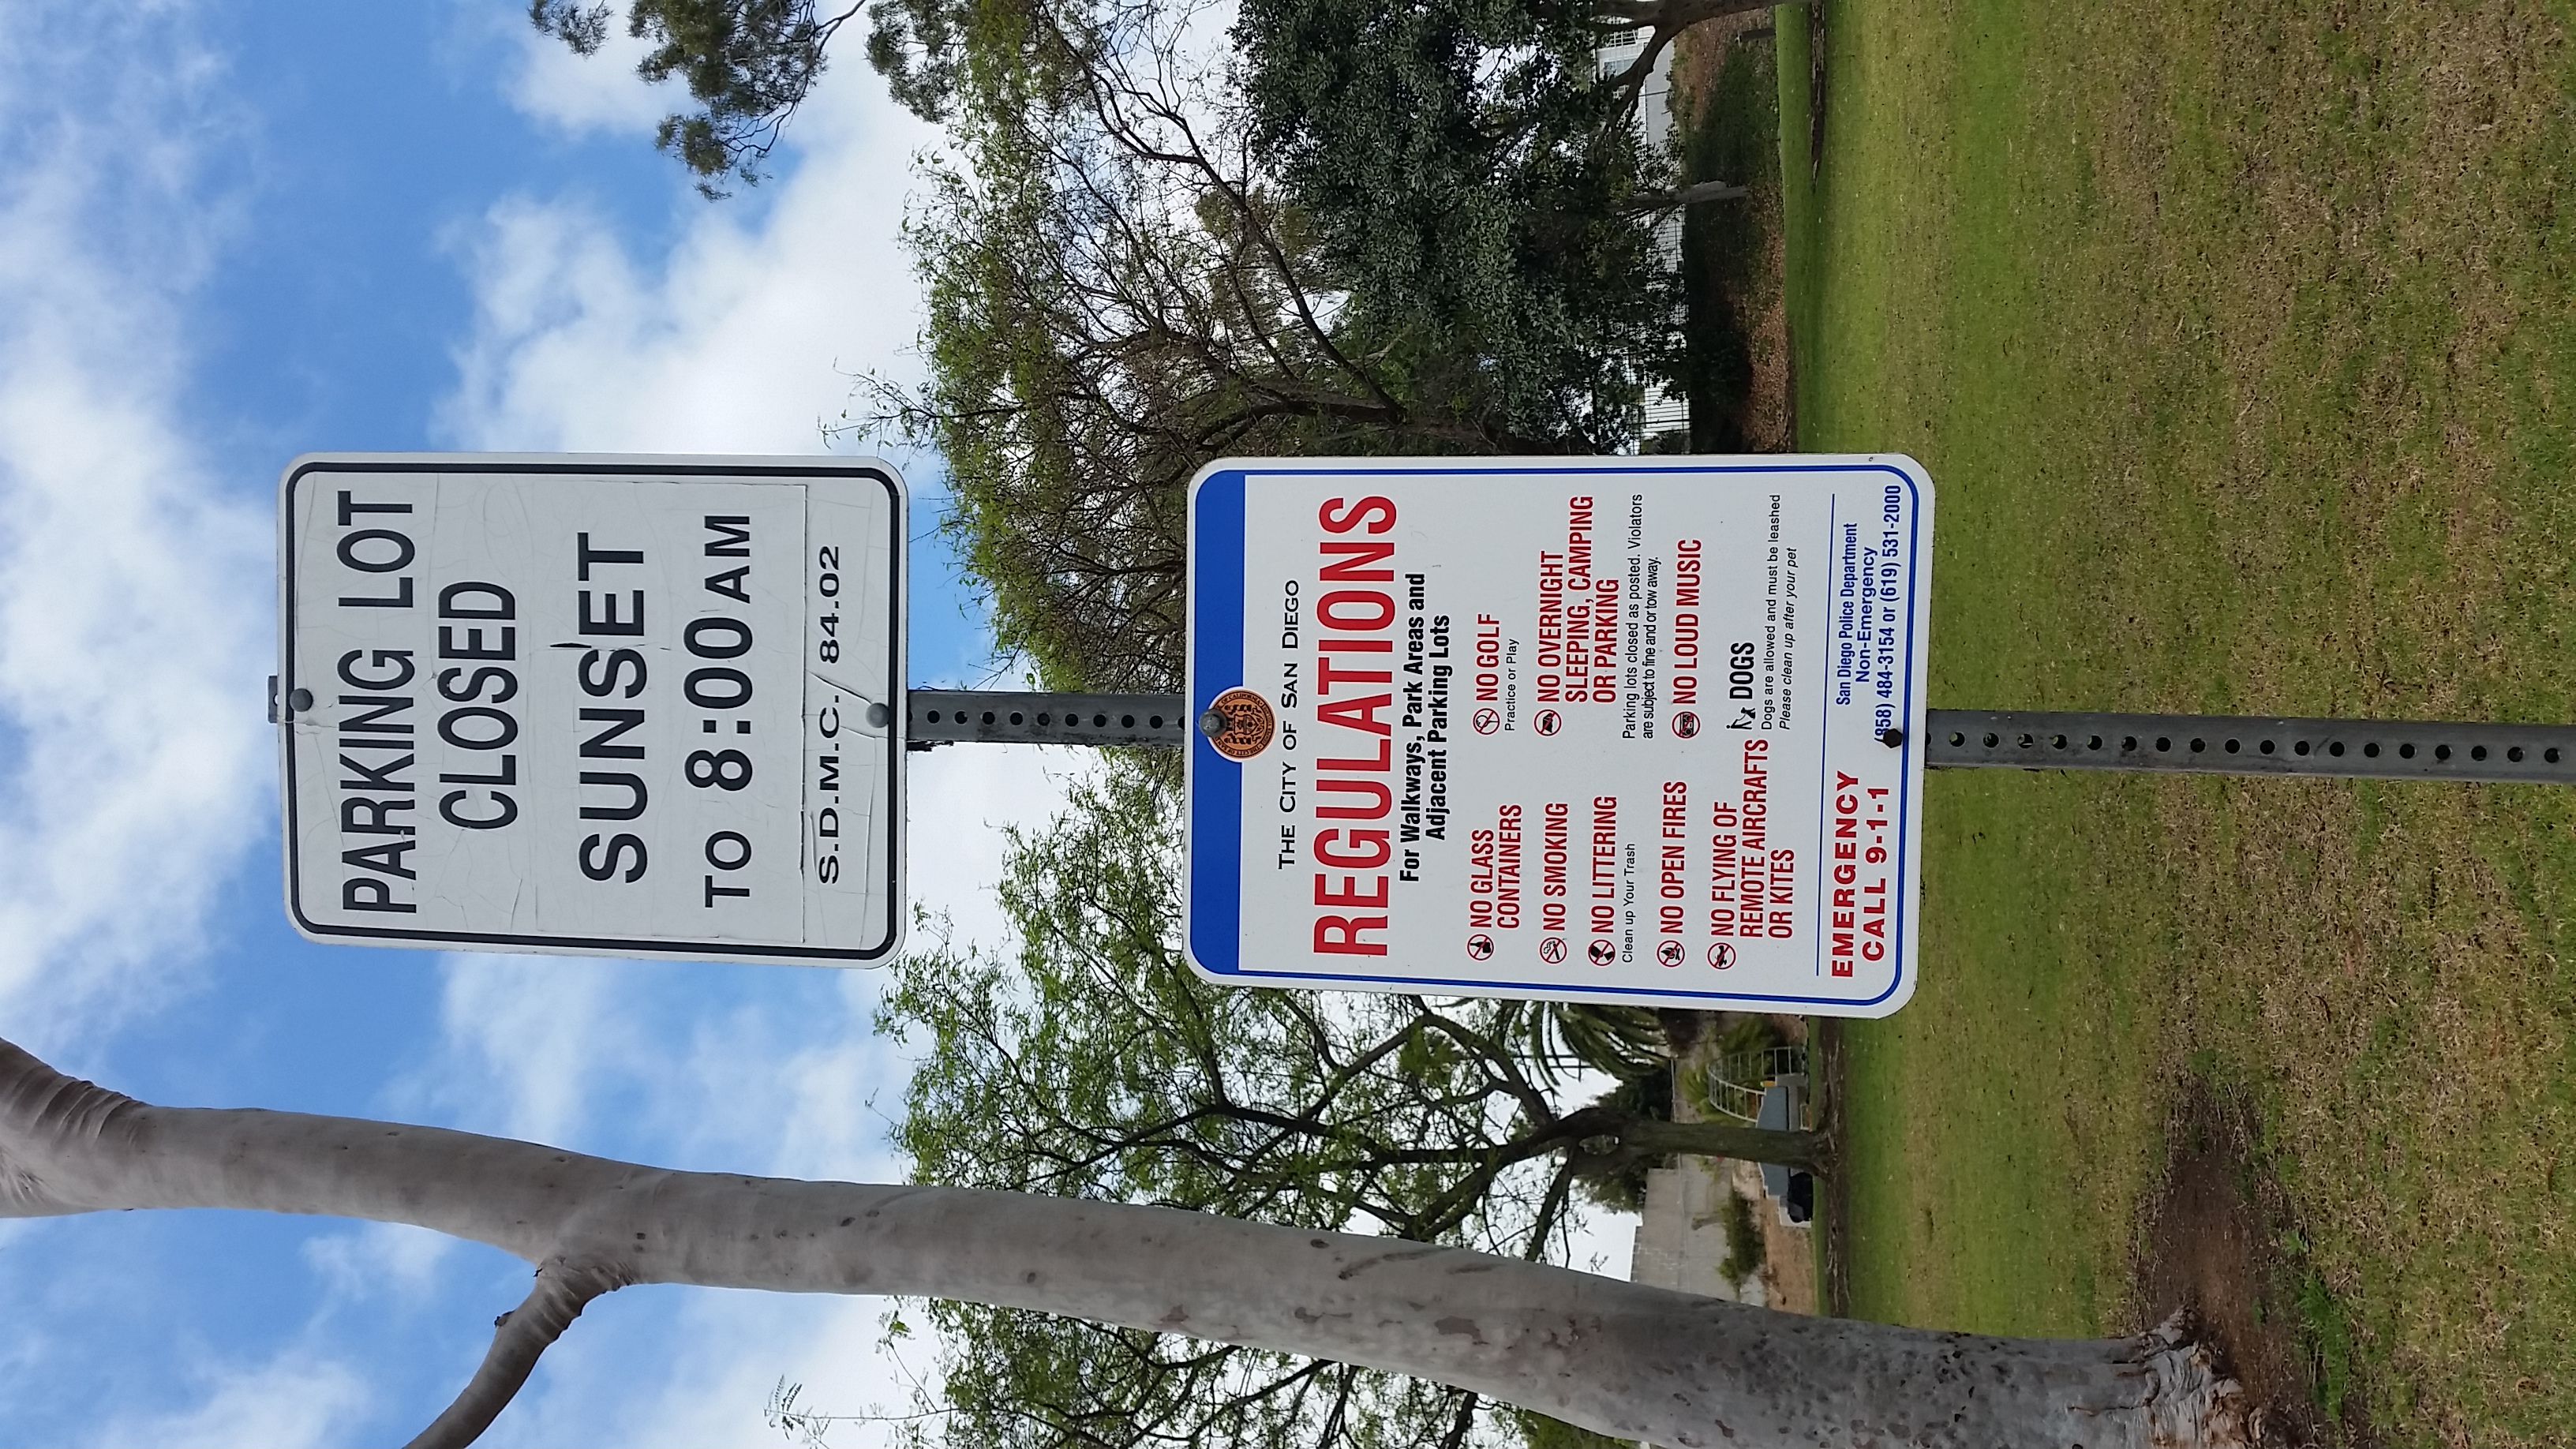 PARKING LOT
CLOSED
SUNSET
TO 8:00 AM
S.D.M.C. 84.02
THE CITY OF SAN DIEGO
REGULATIONS
For Walkways, Park Areas and
Adjacent Parking Lots
NO GLASS
CONTAINERS
NO SMOKING
NO LITTERING
Clean up Your Trash
NO OPEN FIRES
NO FLYING OF
REMOTE AIRCRAFTS
OR KITES
NO GOLF
Practice or Play
NO OVERNIGHT
SLEEPING, CAMPING
OR PARKING
Parking lots closed as posted. Violators
are subject to fine and or tow away.
NO LOUD MUSIC
DOGS
Dogs are allowed and must be leashed
Please clean up after your pet
EMERGENCY
CALL 9-1-1
San Diego Police Department
Non-Emergency
(858) 484-3154 or (619) 531-2000